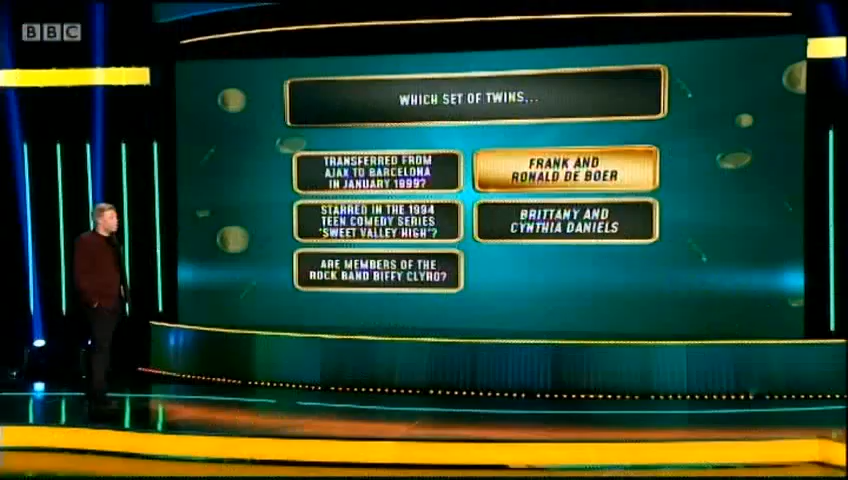 BBC
WHICH SET OF TWINS...
TRANSFERRED FROM
AJAX TO BARCELONA
IN JANUARY 1999?
FRANK AND
RONALD DE BOER
STARRED IN THE 1994
TEEN COMEDY SERIES
'SWEET VALLEY HIGH'?
BRITTANY AND
CYNTHIA DANIELS
ARE MEMBERS OF THE
ROCK BAND BIFFY CLYRO?